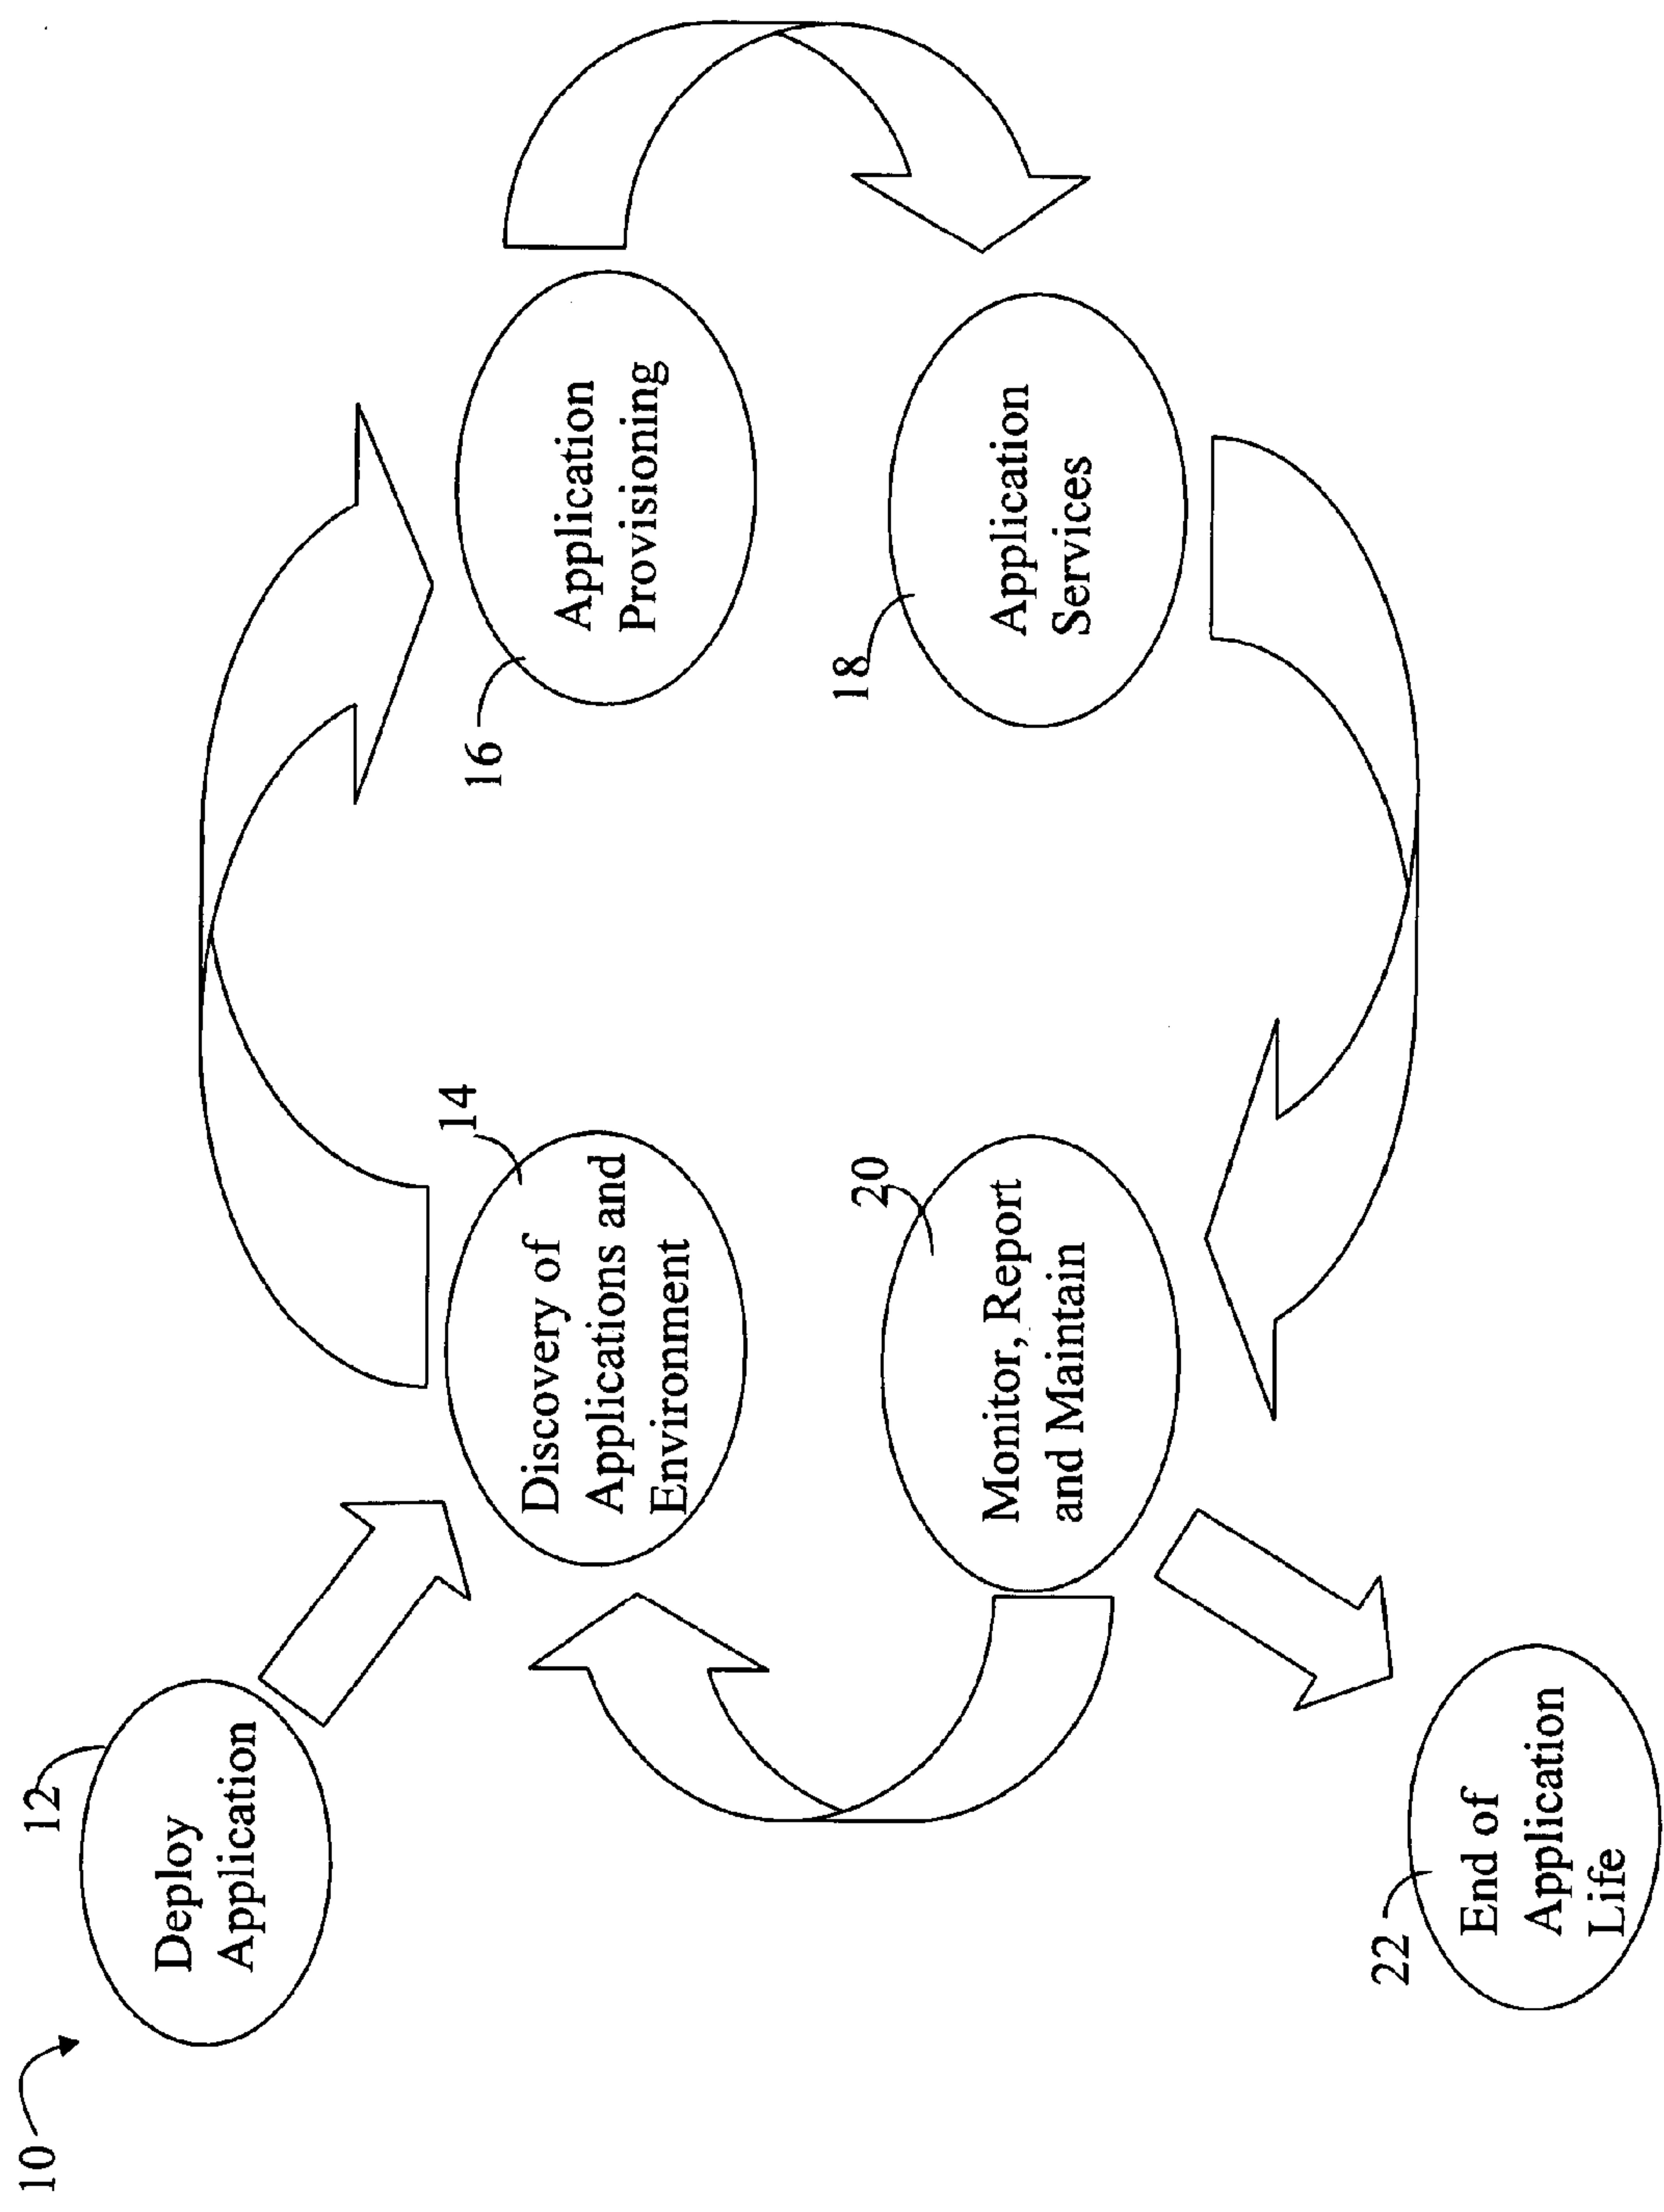 10
12
Deploy
Application
14
Discovery of
Applications and
Environment
16
Application
Provisioning
18
Application
Services
20
Monitor, Report
and Maintain
22
End of
Application
Life